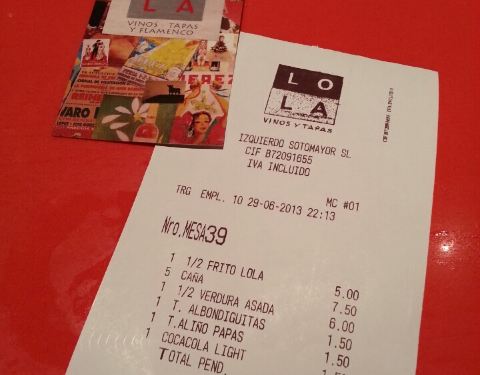 LA
VINOS - TAPAS
Y FLAMENCO
EREZ
VARO
LO
LA
VINOS Y TAPAS
IZQUIERDO SOTOMAYOR SL
CIF B72091655
IVA INCLUIDO
TRG EMPL. 10 29-06-2013 22:13 MC #01
Nro.MESA39
1 1/2 FRITO LOLA 5.00
5 CAÑA 7.50
1 1/2 VERDURA ASADA 6.00
1 T. ALBONDIGUITAS 1.50
1 T.ALIÑO PAPAS 1.50
1 COCACOLA LIGHT
TOTAL PEND.